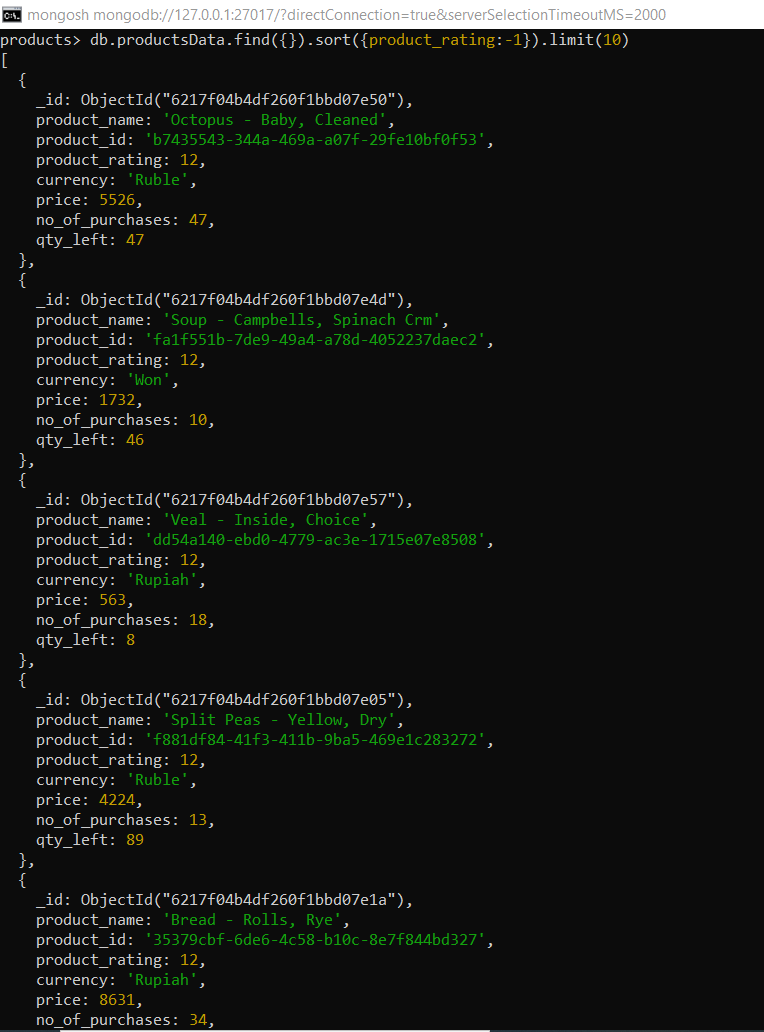 mongosh mongodb://127.0.0.1:27017/?directConnection=true&serverSelectionTimeoutMS=2000
products> db.productsData.find({}).sort({product_rating:-1}).limit(10)
[
  {
    _id: ObjectId("6217f04b4df260f1bbd07e50"),
    product_name: 'Octopus - Baby, Cleaned',
    product_id: 'b7435543-344a-469a-a07f-29fe10bf0f53',
    product_rating: 12,
    currency: 'Ruble',
    price: 5526,
    no_of_purchases: 47,
    qty_left: 47
  },
  {
    _id: ObjectId("6217f04b4df260f1bbd07e4d"),
    product_name: 'Soup - Campbells, Spinach Crm',
    product_id: 'fa1f551b-7de9-49a4-a78d-4052237daec2',
    product_rating: 12,
    currency: 'Won',
    price: 1732,
    no_of_purchases: 10,
    qty_left: 46
  },
  {
    _id: ObjectId("6217f04b4df260f1bbd07e57"),
    product_name: 'Veal - Inside, Choice',
    product_id: 'dd54a140-ebd0-4779-ac3e-1715e07e8508',
    product_rating: 12,
    currency: 'Rupiah',
    price: 563,
    no_of_purchases: 18,
    qty_left: 8
  },
  {
    _id: ObjectId("6217f04b4df260f1bbd07e05"),
    product_name: 'Split Peas - Yellow, Dry',
    product_id: 'f881df84-41f3-411b-9ba5-469e1c283272',
    product_rating: 12,
    currency: 'Ruble',
    price: 4224,
    no_of_purchases: 13,
    qty_left: 89
  },
  {
    _id: ObjectId("6217f04b4df260f1bbd07e1a"),
    product_name: 'Bread - Rolls, Rye',
    product_id: '35379cbf-6de6-4c58-b10c-8e7f844bd327',
    product_rating: 12,
    currency: 'Rupiah',
    price: 8631,
    no_of_purchases: 34,